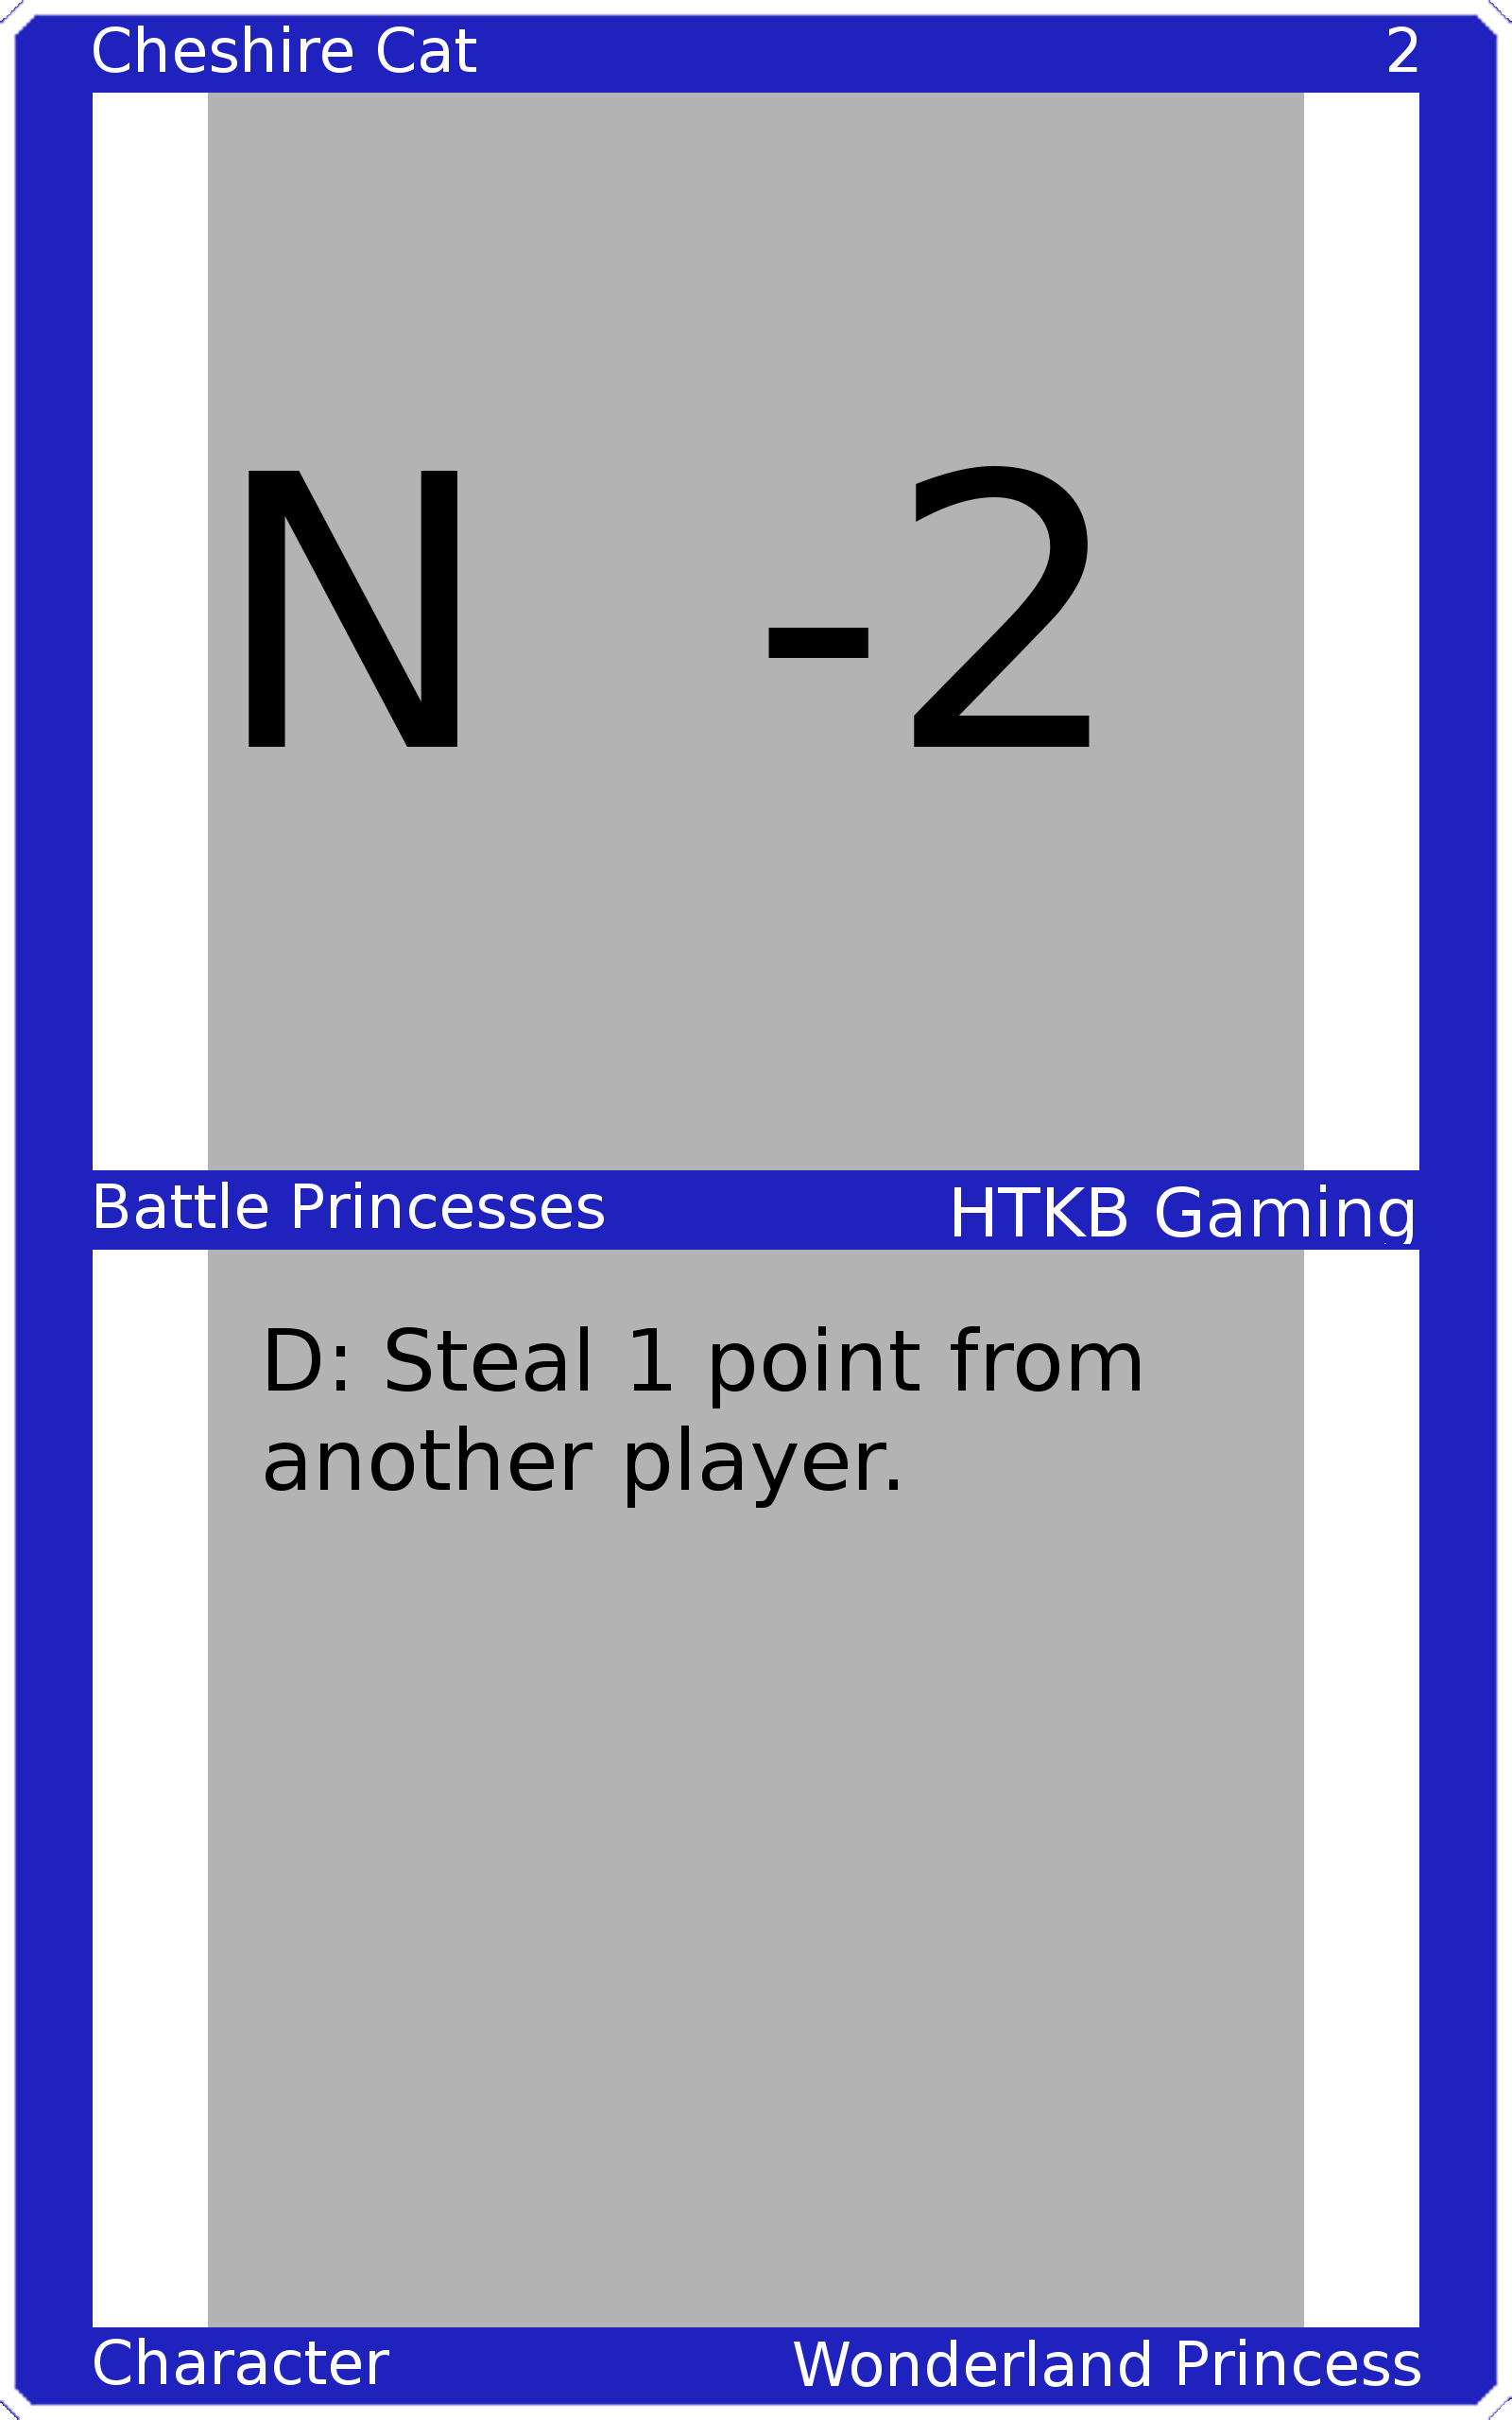 Cheshire Cat 2
N -2
Battle Princesses HTKB Gaming
D: Steal 1 point from
another player.
Character Wonderland Princess